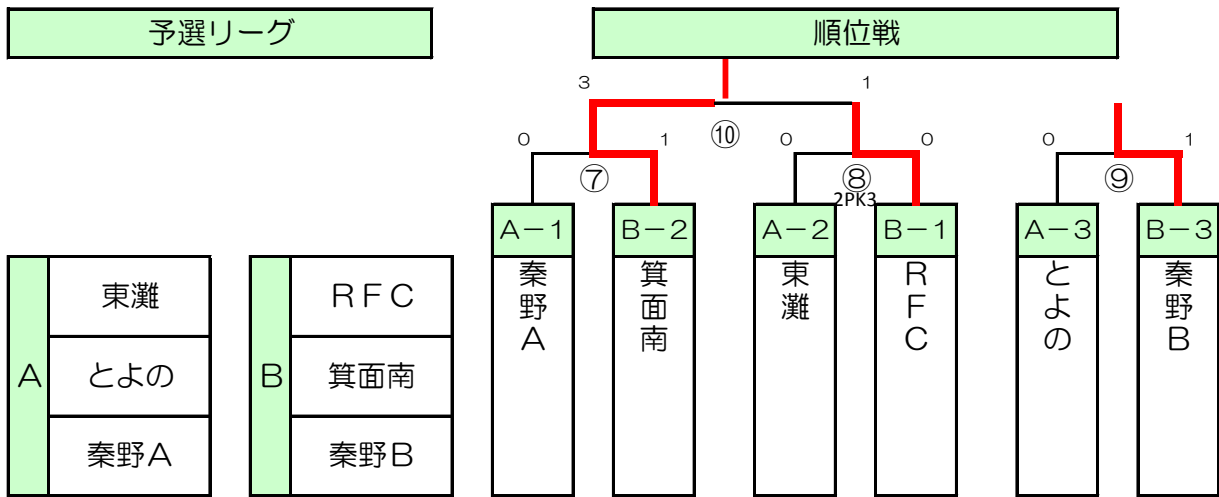 予選リーグ
順位戦
3 1
⑩
0 1 0 0 0 1
⑦ ⑧ ⑨
2PK3
A-1 B-2 A-2 B-1 A-3 B-3
秦野A
箕面南
東灘
RFC
とよの
秦野B
A
東灘
とよの
秦野A
B
RFC
箕面南
秦野B